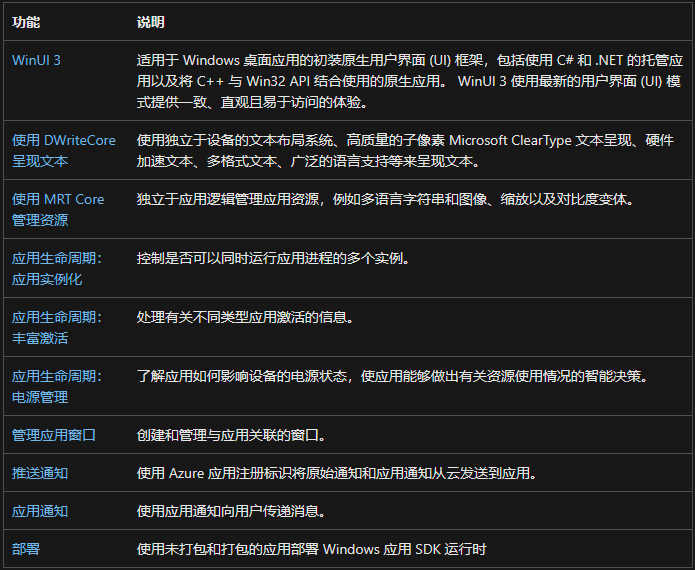 功能 说明
WinUI 3 适用于 Windows 桌面应用的初装原生用户界面 (UI) 框架，包括使用 C# 和 .NET 的托管应
用以及将 C++ 与 Win32 API 结合使用的原生应用。 WinUI 3 使用最新的用户界面 (UI) 模
式提供一致、直观且易于访问的体验。
使用 DWriteCore
呈现文本
使用独立于设备的文本布局系统、高质量的子像素 Microsoft ClearType 文本呈现、硬件
加速文本、多格式文本、广泛的语言支持等来呈现文本。
使用 MRT Core
管理资源
独立于应用逻辑管理应用资源，例如多语言字符串和图像、缩放以及对比度变体。
应用生命周期：
应用实例化
控制是否可以同时运行应用进程的多个实例。
应用生命周期：
丰富激活
处理有关不同类型应用激活的信息。
应用生命周期：
电源管理
了解应用如何影响设备的电源状态，使应用能够做出有关资源使用情况的智能决策。
管理应用窗口 创建和管理与应用关联的窗口。
推送通知 使用 Azure 应用注册标识将原始通知和应用通知从云发送到应用。
应用通知 使用应用通知向用户传递消息。
部署 使用未打包和打包的应用部署 Windows 应用 SDK 运行时